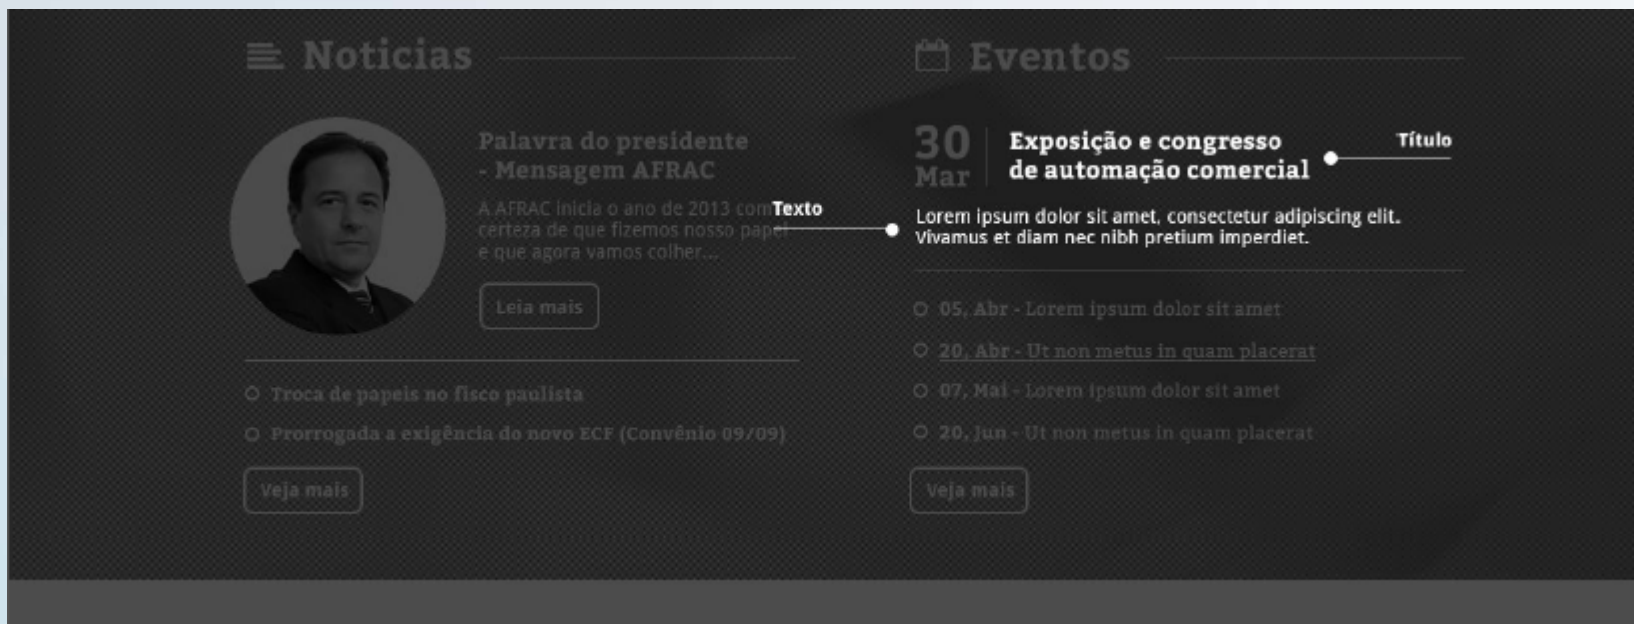 Noticias
Palavra do presidente
- Mensagem AFRAC
A AFRAC inicia o ano de 2013 com
certeza de que fizemos nosso papel
e que agora vamos colher...
Leia mais
Troca de papeis no fisco paulista
Prorrogada a exigência do novo ECF (Convênio 09/09)
Veja mais
Texto
Eventos
30
Mar
Exposição e congresso
de automação comercial
Título
Lorem ipsum dolor sit amet, consectetur adipiscing elit.
Vivamus et diam nec nibh pretium imperdiet.
05, Abr - Lorem ipsum dolor sit amet
20, Abr - Ut non metus in quam placerat
07, Mai - Lorem ipsum dolor sit amet
20, Jun - Ut non metus in quam placerat
Veja mais